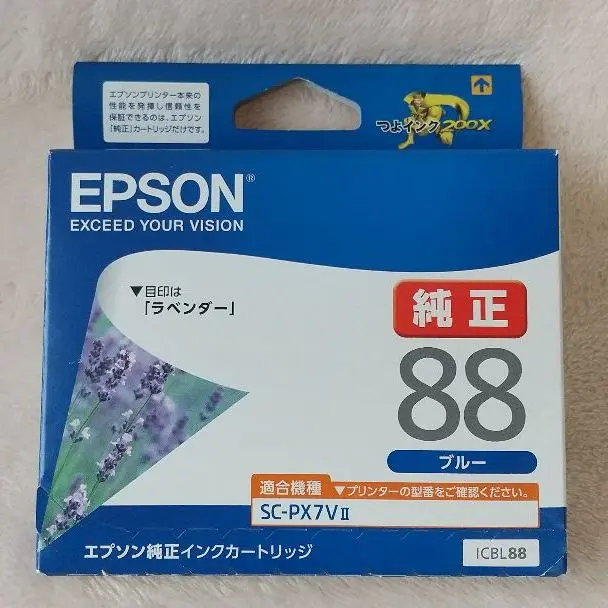 エプソンプリンター本来の
性能を発揮し信頼性を
保証できるのは、エプソン
「純正」カートリッジだけです。
つよインク200X
EPSON®
EXCEED YOUR VISION
▼目印は
「ラベンダー」
純正
88
ブルー
適合機種 ▼プリンターの型番をご確認ください。
SC-PX7VⅡ
エプソン純正インクカートリッジ
ICBL88